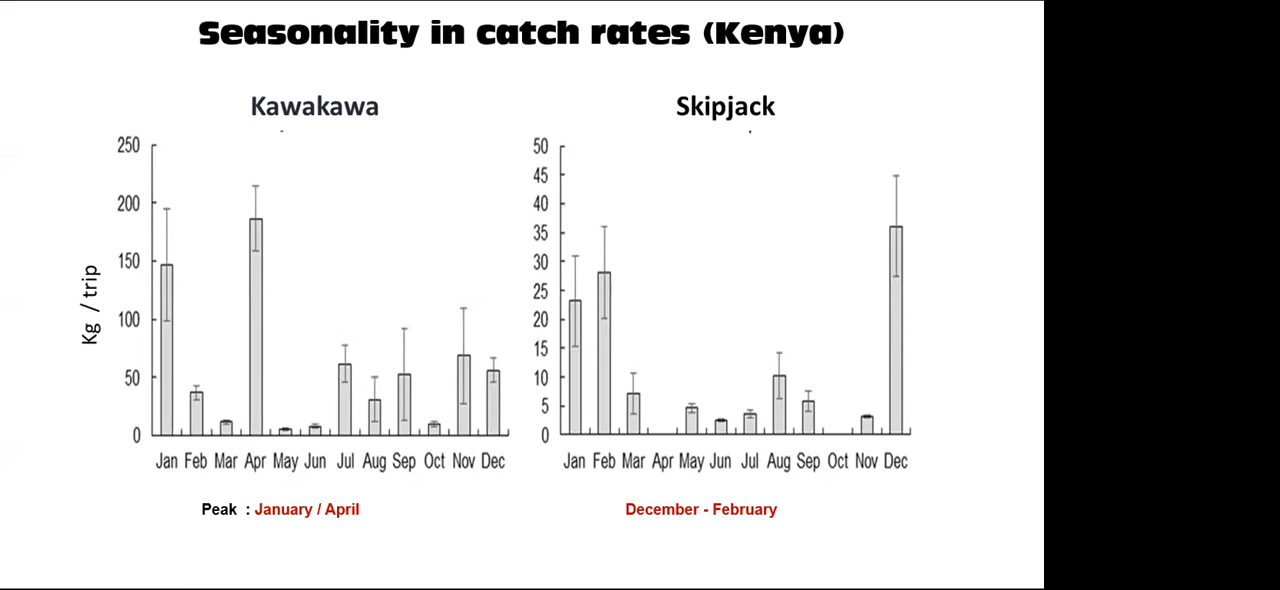 Seasonality in catch rates (Kenya)
Kawakawa
Kg / trip
250
200
150
100
50
0
Jan Feb Mar Apr May Jun Jul Aug Sep Oct Nov Dec
Peak : January / April
Skipjack
50
45
40
35
30
25
20
15
10
5
0
Jan Feb Mar Apr May Jun Jul Aug Sep Oct Nov Dec
December - February